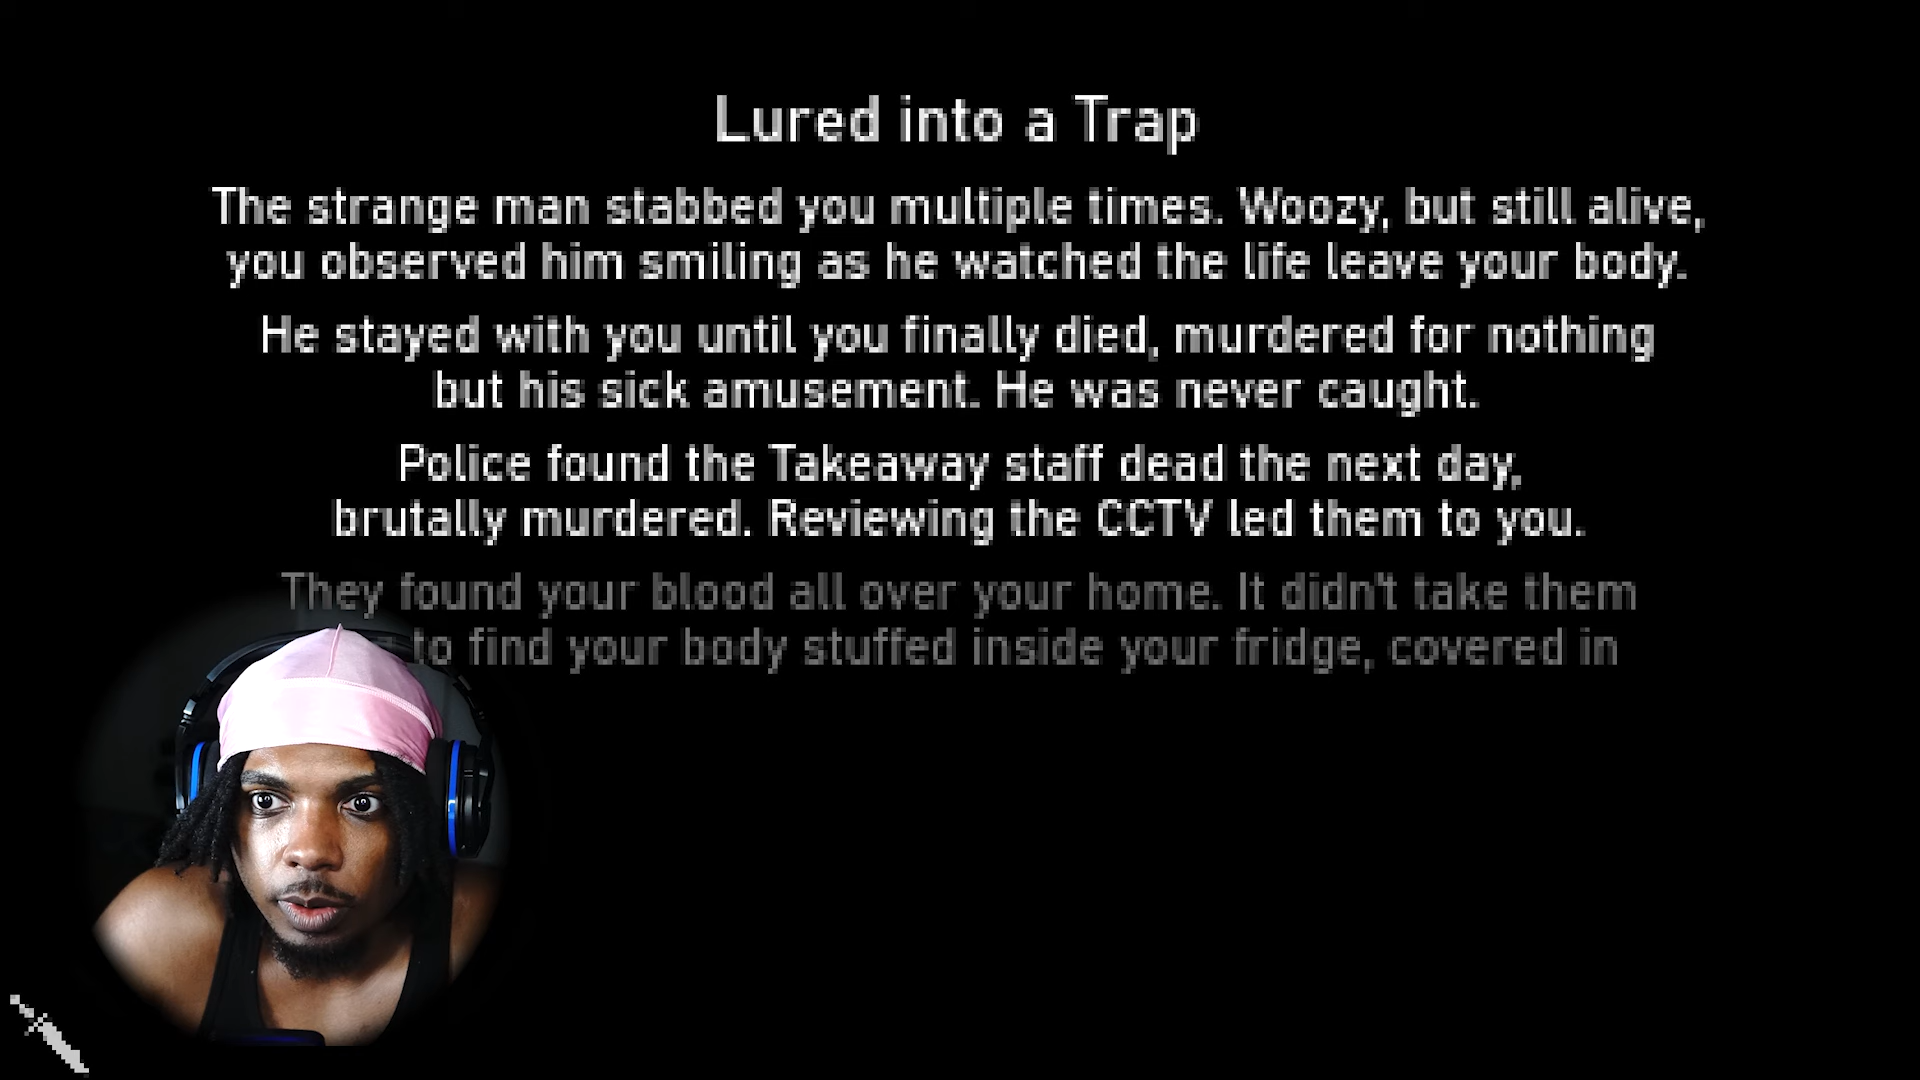 Lured into a Trap
The strange man stabbed you multiple times. Woozy, but still alive,
you observed him smiling as he watched the life leave your body.
He stayed with you until you finally died, murdered for nothing
but his sick amusement. He was never caught.
Police found the Takeaway staff dead the next day,
brutally murdered. Reviewing the CCTV led them to you.
They found your blood all over your home. It didn't take them
to find your body stuffed inside your fridge, covered in